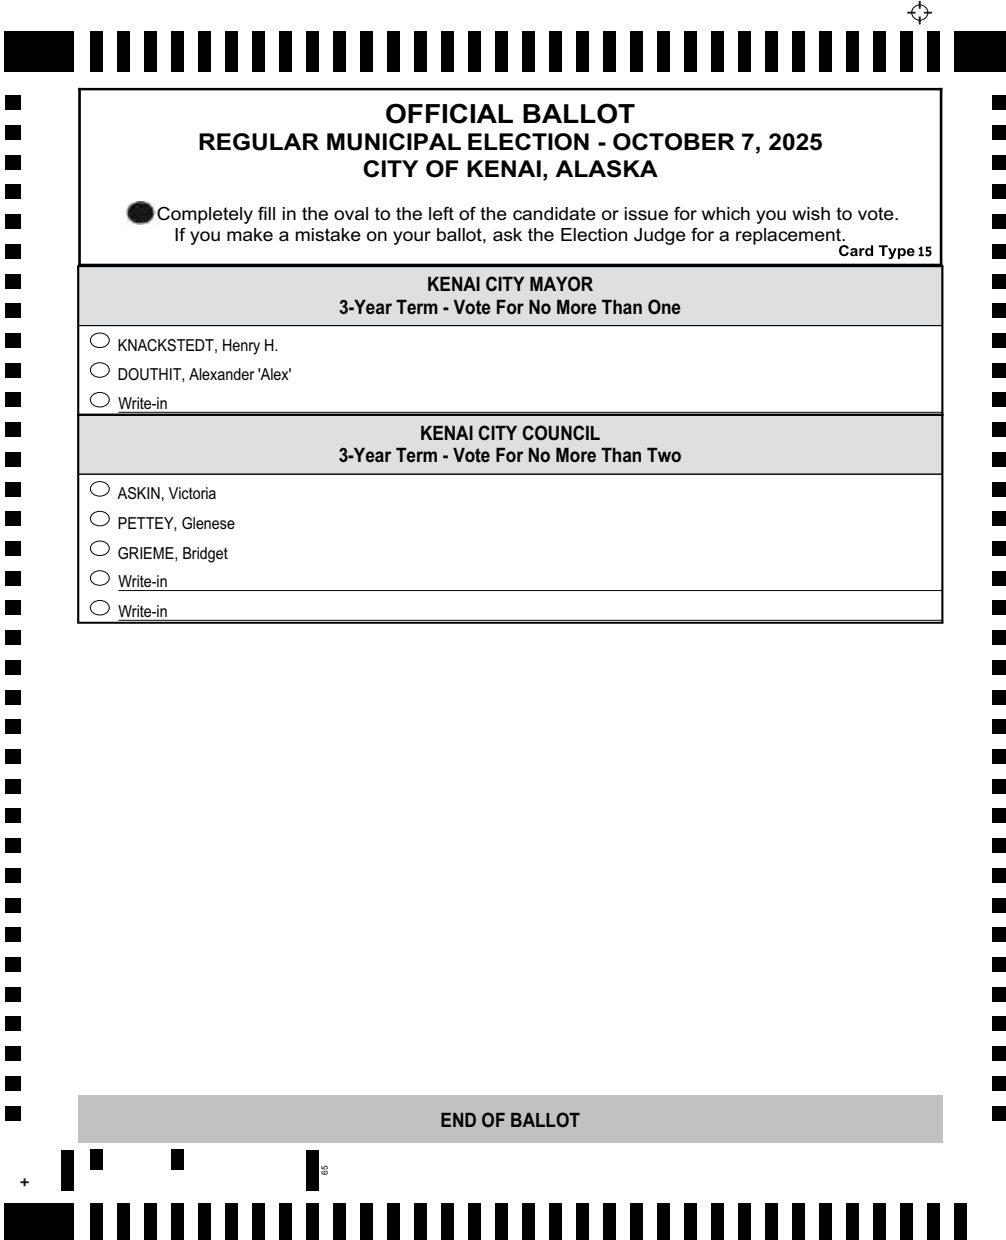 OFFICIAL BALLOT
REGULAR MUNICIPAL ELECTION - OCTOBER 7, 2025
CITY OF KENAI, ALASKA
Completely fill in the oval to the left of the candidate or issue for which you wish to vote.
If you make a mistake on your ballot, ask the Election Judge for a replacement.
Card Type 15
KENAI CITY MAYOR
3-Year Term - Vote For No More Than One
KNACKSTEDT, Henry H.
DOUTHIT, Alexander 'Alex'
Write-in
KENAI CITY COUNCIL
3-Year Term - Vote For No More Than Two
ASKIN, Victoria
PETTEY, Glenese
GRIEME, Bridget
Write-in
Write-in
END OF BALLOT
65
+